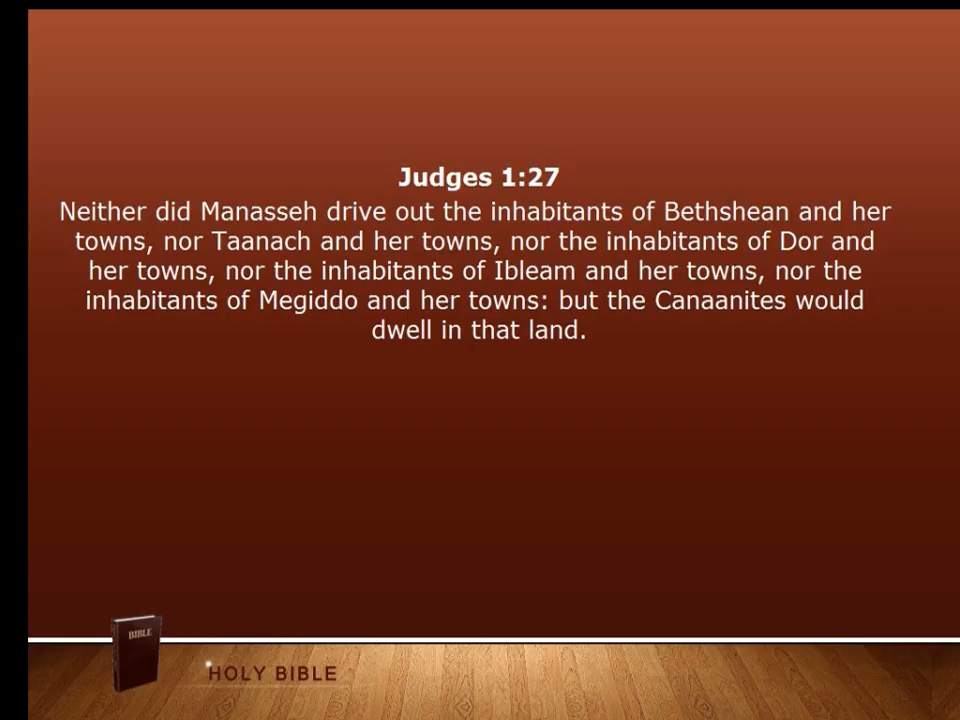 Judges 1:27
Neither did Manasseh drive out the inhabitants of Bethshean and her
towns, nor Taanach and her towns, nor the inhabitants of Dor and
her towns, nor the inhabitants of Ibleam and her towns, nor the
inhabitants of Megiddo and her towns: but the Canaanites would
dwell in that land.
BIBLE
HOLY BIBLE